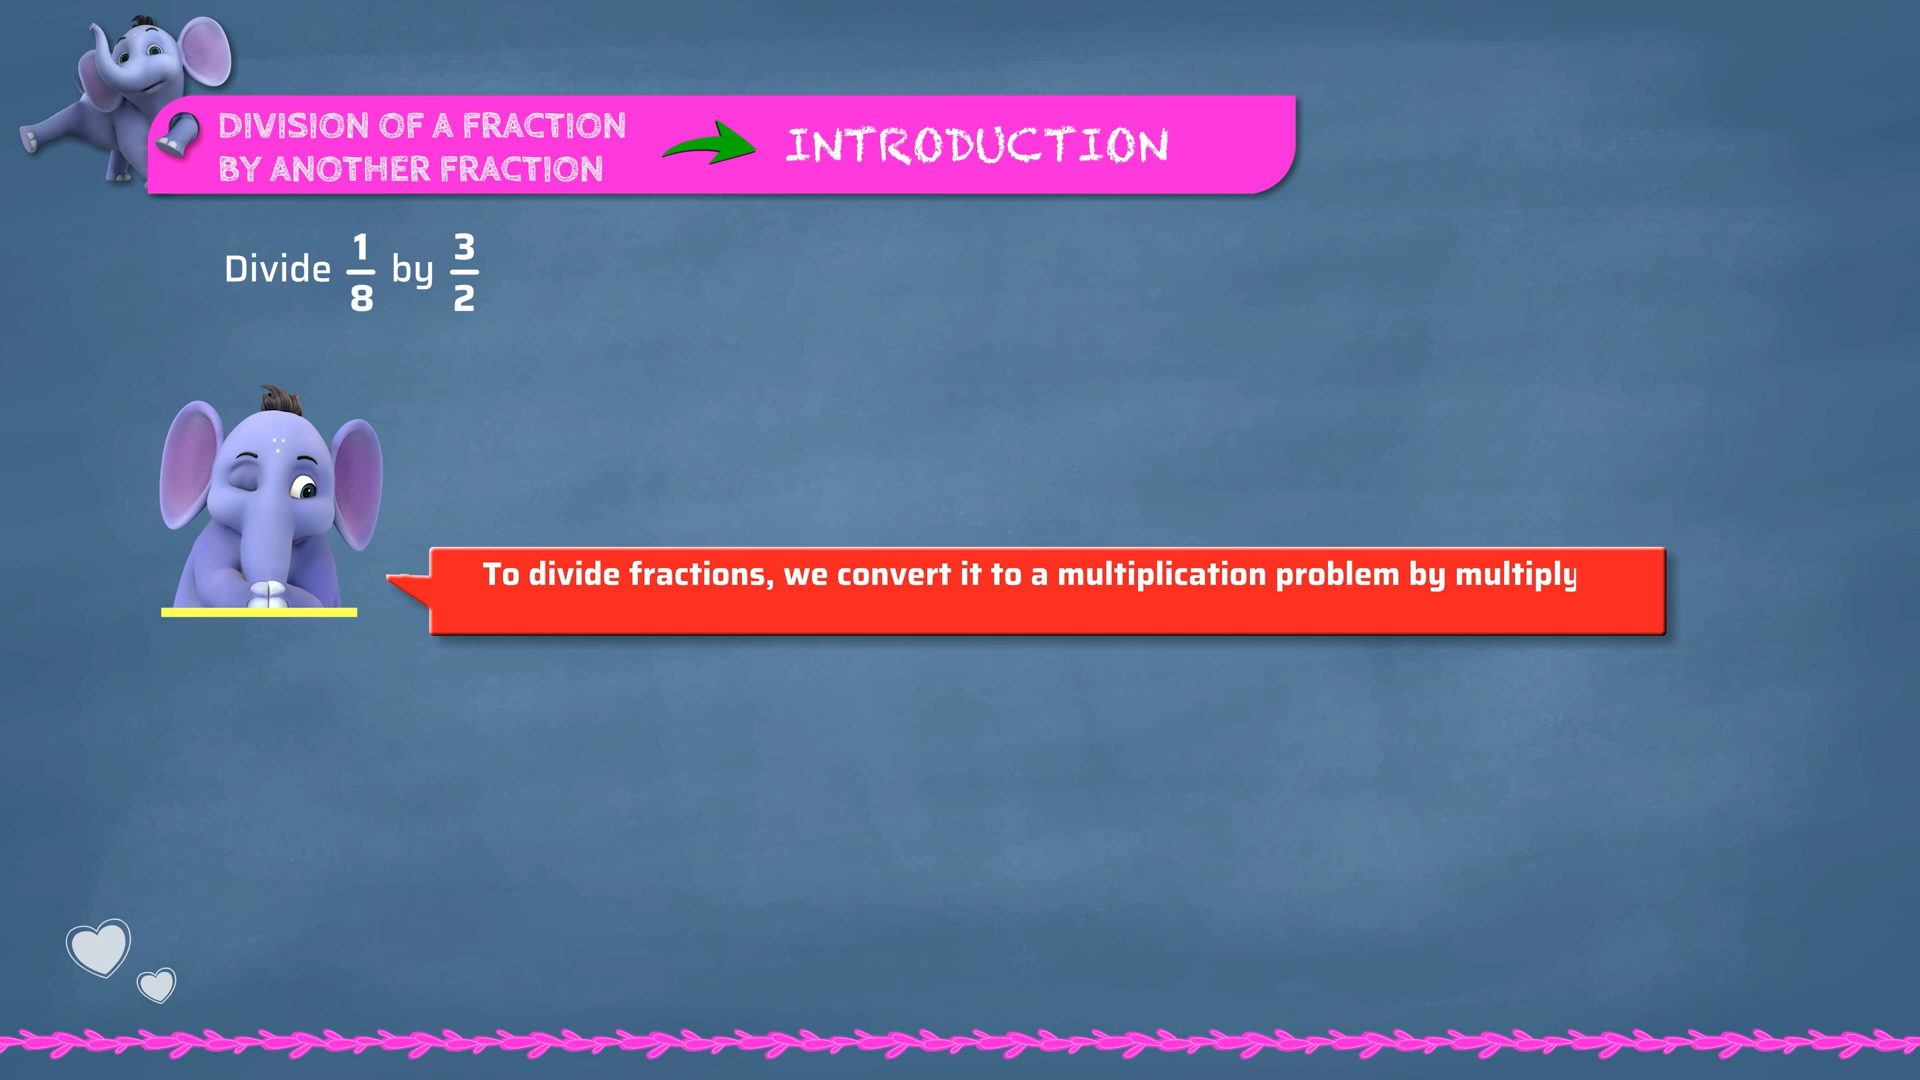 DIVISION OF A FRACTION
BY ANOTHER FRACTION
INTRODUCTION
Divide 1/8 by 3/2
To divide fractions, we convert it to a multiplication problem by multiply